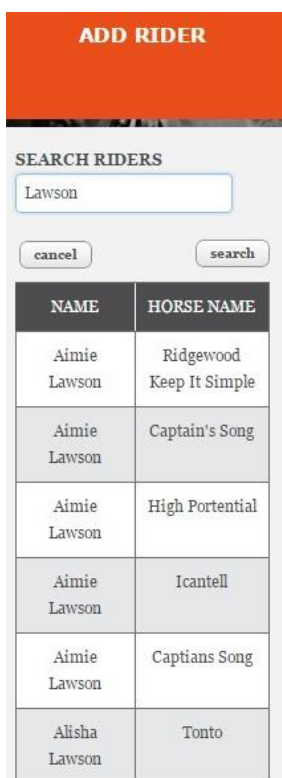 ADD RIDER
SEARCH RIDERS
Lawson
cancel search
NAME HORSE NAME
Aimie Ridgewood
Lawson Keep It Simple
Aimie Captain's Song
Lawson
Aimie High Portential
Lawson
Aimie Icantell
Lawson
Aimie Captians Song
Lawson
Alisha Tonto
Lawson